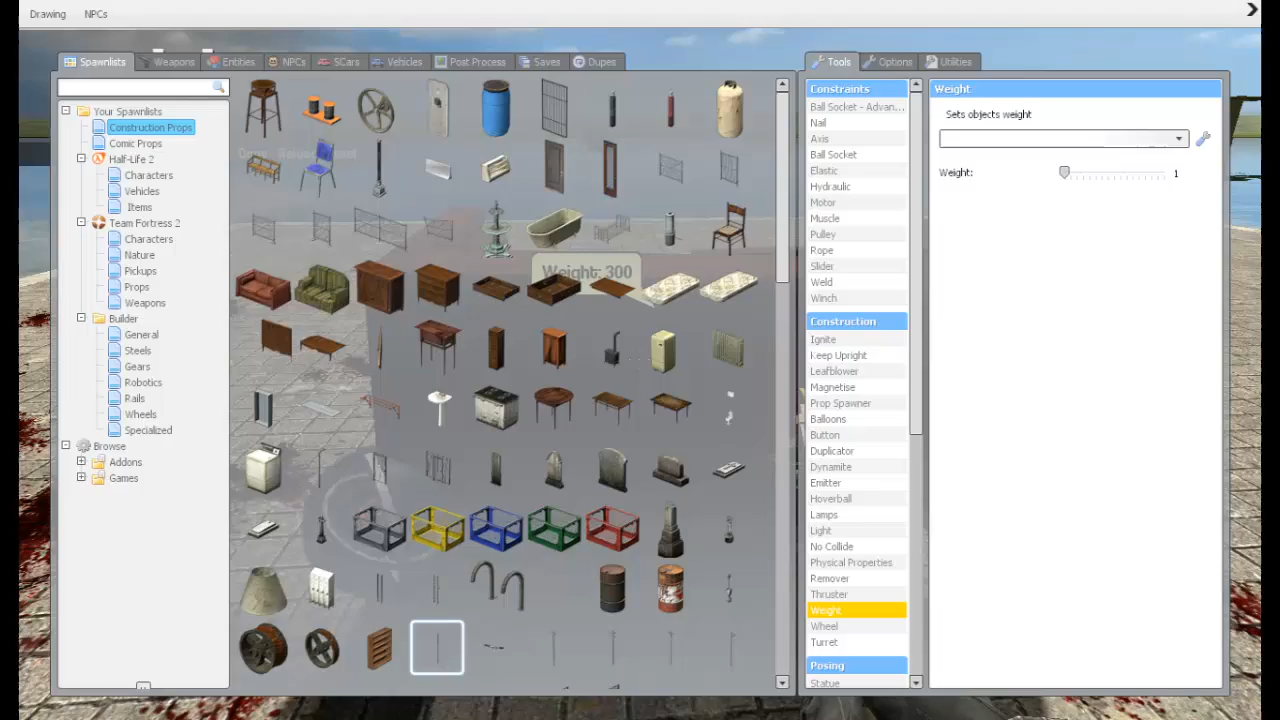 Drawing NPCs
Spawnlists Weapons Entities NPCs SCars Vehicles Post Process Saves Dupes
Your Spawnlists
Construction Props
Comic Props
Half-Life 2
Characters
Vehicles
Items
Team Fortress 2
Characters
Nature
Pickups
Props
Weapons
Builder
General
Steels
Gears
Robotics
Rails
Wheels
Specialized
Browse
Addons
Games
Weight: 300
Tools Options Utilities
Constraints
Ball Socket - Advan...
Nail
Axis
Ball Socket
Elastic
Hydraulic
Motor
Muscle
Pulley
Rope
Slider
Weld
Winch
Construction
Ignite
Keep Upright
Leafblower
Magnetise
Prop Spawner
Balloons
Button
Duplicator
Dynamite
Emitter
Hoverball
Lamps
Light
No Collide
Physical Properties
Remover
Thruster
Weight
Wheel
Turret
Posing
Statue
Weight
Sets objects weight
Weight: 1